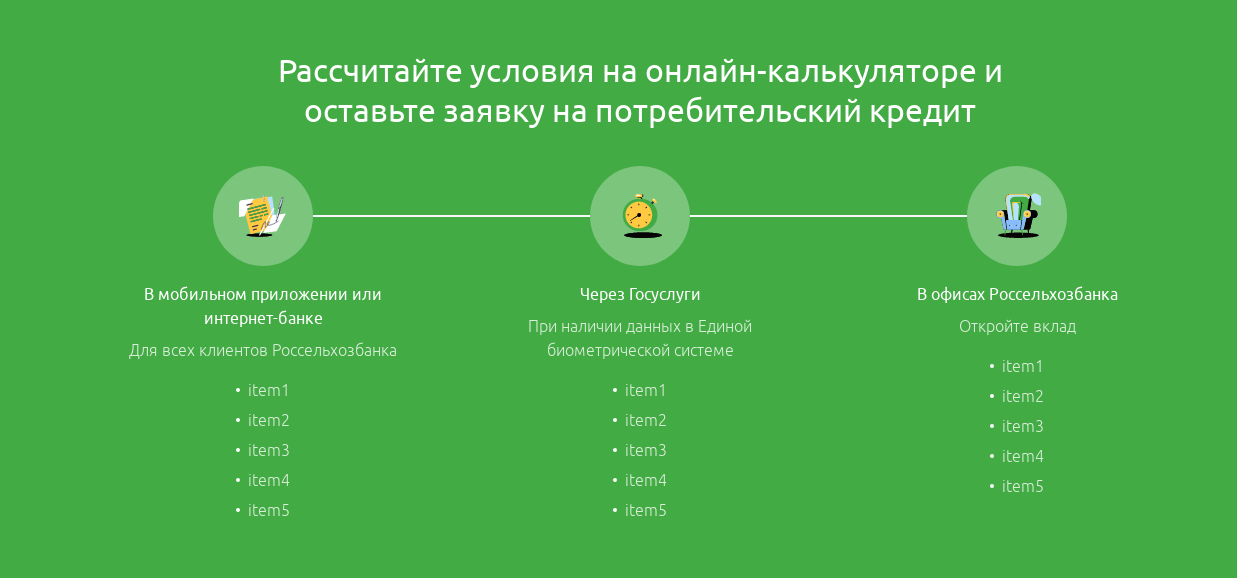 Рассчитайте условия на онлайн-калькуляторе и
оставьте заявку на потребительский кредит
В мобильном приложении или
интернет-банке
Для всех клиентов Россельхозбанка
• item1
• item2
• item3
• item4
• item5
Через Госуслуги
При наличии данных в Единой
биометрической системе
• item1
• item2
• item3
• item4
• item5
В офисах Россельхозбанка
Откройте вклад
• item1
• item2
• item3
• item4
• item5